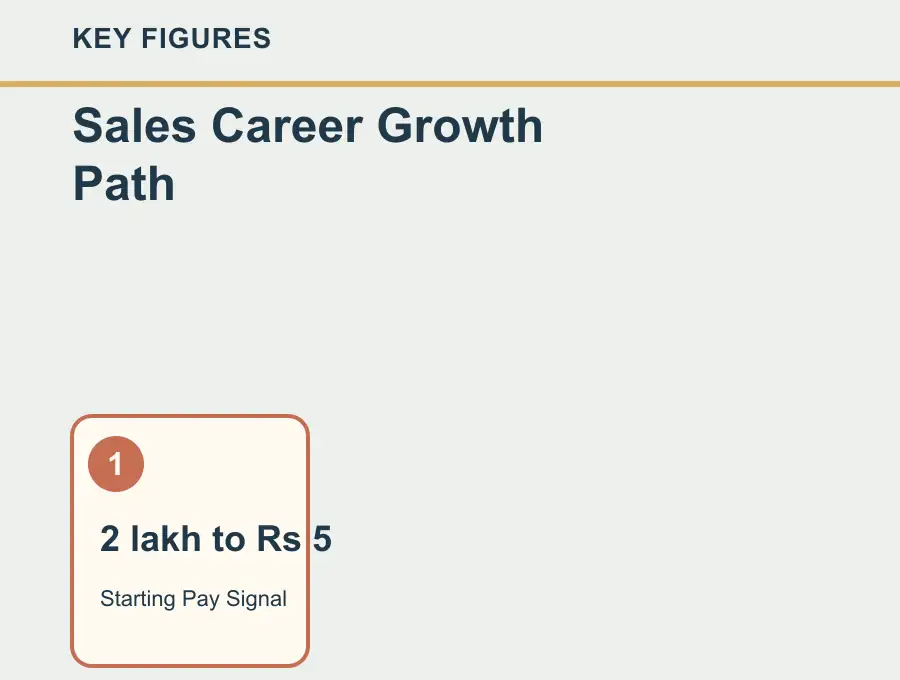 KEY FIGURES
Sales Career Growth
Path
1
2 lakh to Rs 5
Starting Pay Signal